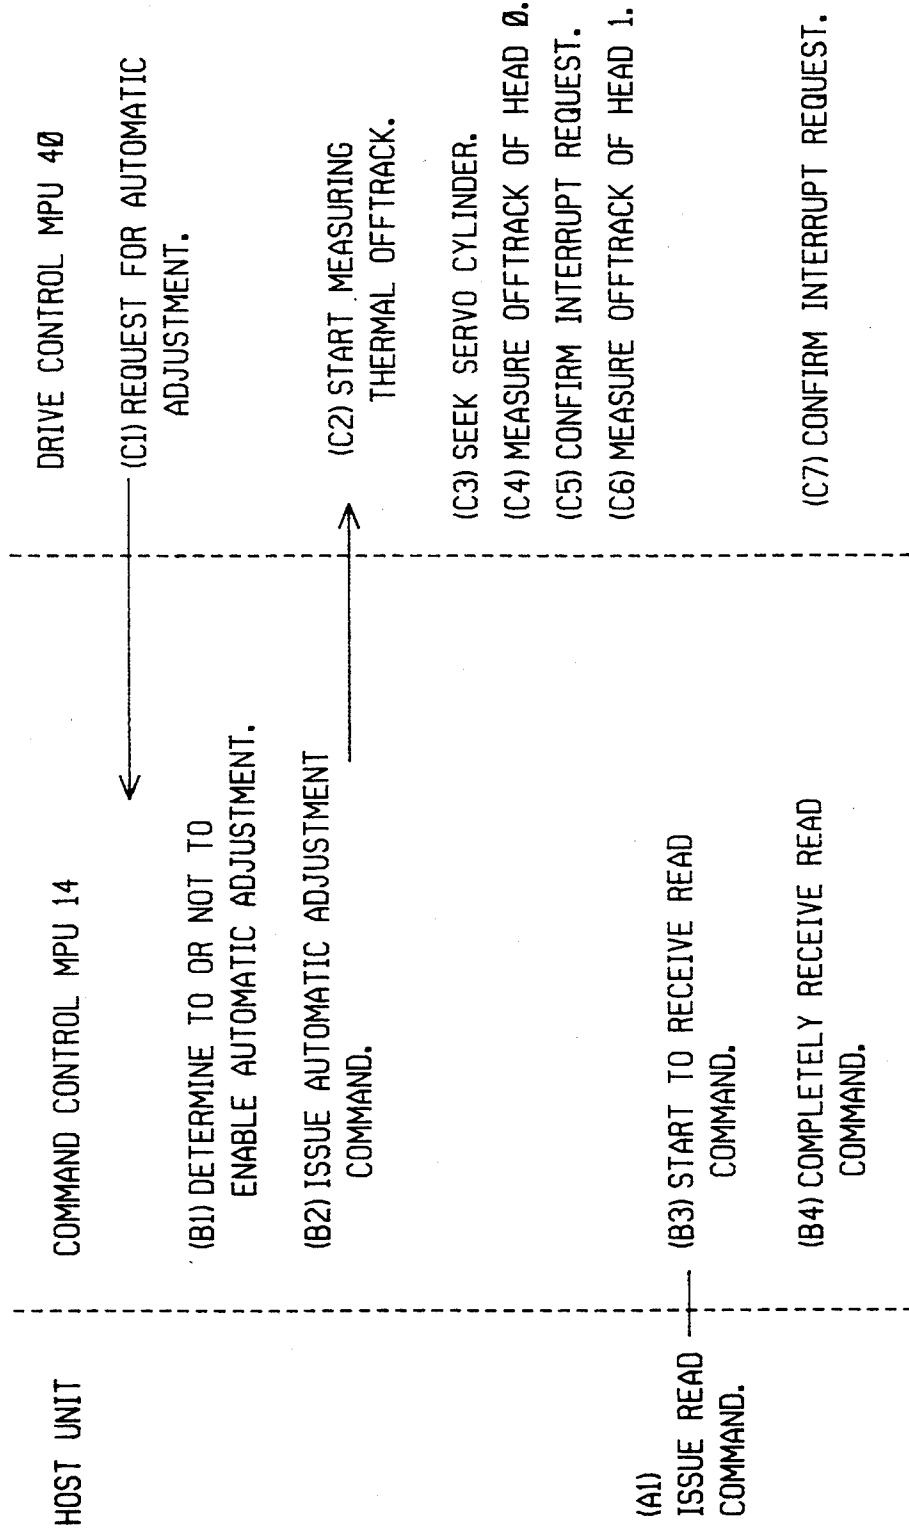 HOST UNIT
COMMAND CONTROL MPU 14
DRIVE CONTROL MPU 40
(C1) REQUEST FOR AUTOMATIC
ADJUSTMENT.
(B1) DETERMINE TO OR NOT TO
ENABLE AUTOMATIC ADJUSTMENT.
(B2) ISSUE AUTOMATIC ADJUSTMENT
COMMAND.
(C2) START MEASURING
THERMAL OFFTRACK.
(C3) SEEK SERVO CYLINDER.
(C4) MEASURE OFFTRACK OF HEAD 0.
(C5) CONFIRM INTERRUPT REQUEST.
(C6) MEASURE OFFTRACK OF HEAD 1.
(A1)
ISSUE READ
COMMAND.
(B3) START TO RECEIVE READ
COMMAND.
(B4) COMPLETELY RECEIVE READ
COMMAND.
(C7) CONFIRM INTERRUPT REQUEST.